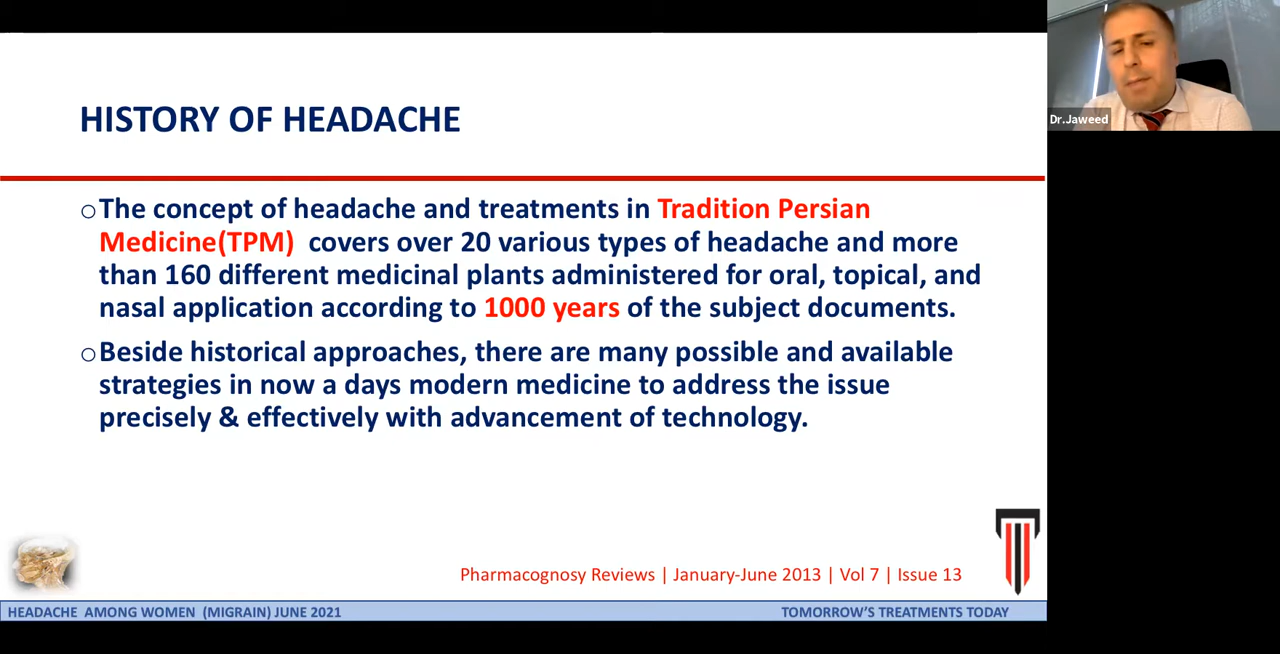 HISTORY OF HEADACHE
Dr.Jaweed
○The concept of headache and treatments in Tradition Persian
Medicine(TPM) covers over 20 various types of headache and more
than 160 different medicinal plants administered for oral, topical, and
nasal application according to 1000 years of the subject documents.
○Beside historical approaches, there are many possible and available
strategies in now a days modern medicine to address the issue
precisely & effectively with advancement of technology.
Pharmacognosy Reviews | January-June 2013 | Vol 7 | Issue 13
HEADACHE AMONG WOMEN (MIGRAIN) JUNE 2021
TOMORROW'S TREATMENTS TODAY